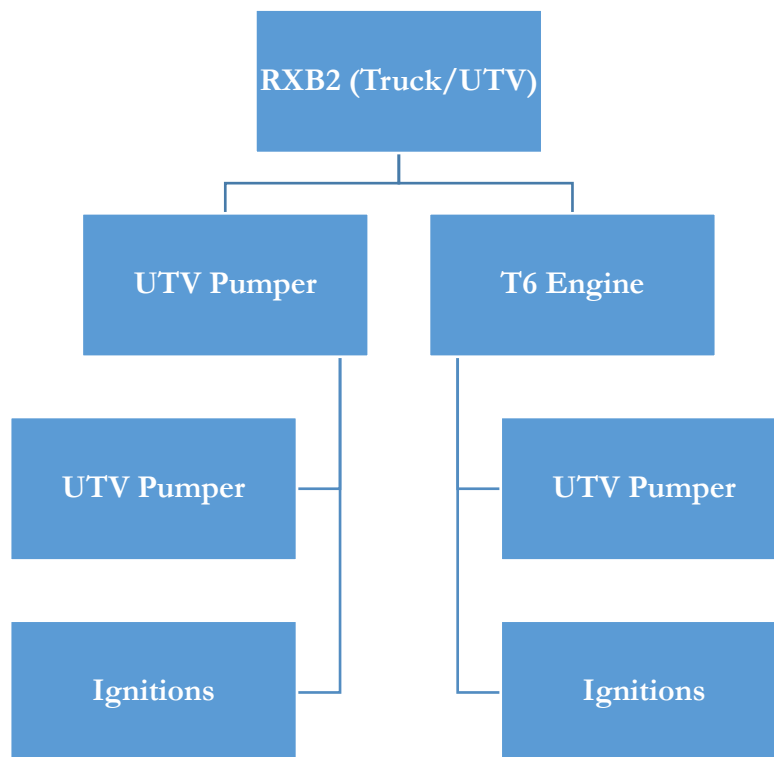 RXB2 (Truck/UTV)
UTV Pumper
T6 Engine
UTV Pumper
UTV Pumper
Ignitions
Ignitions